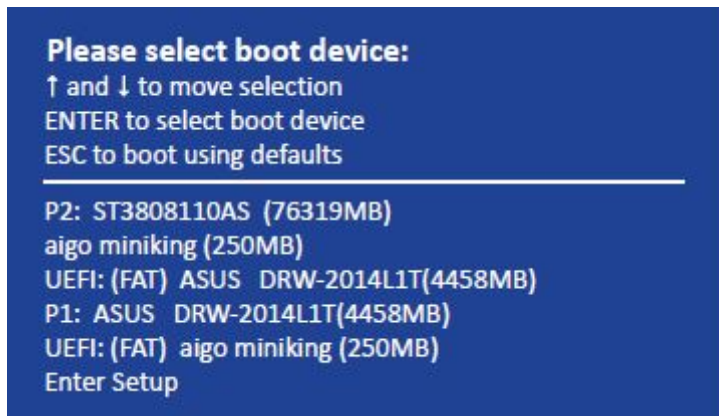 Please select boot device:
↑ and ↓ to move selection
ENTER to select boot device
ESC to boot using defaults
P2: ST3808110AS (76319MB)
aigo miniking (250MB)
UEFI: (FAT) ASUS DRW-2014L1T(4458MB)
P1: ASUS DRW-2014L1T(4458MB)
UEFI: (FAT) aigo miniking (250MB)
Enter Setup